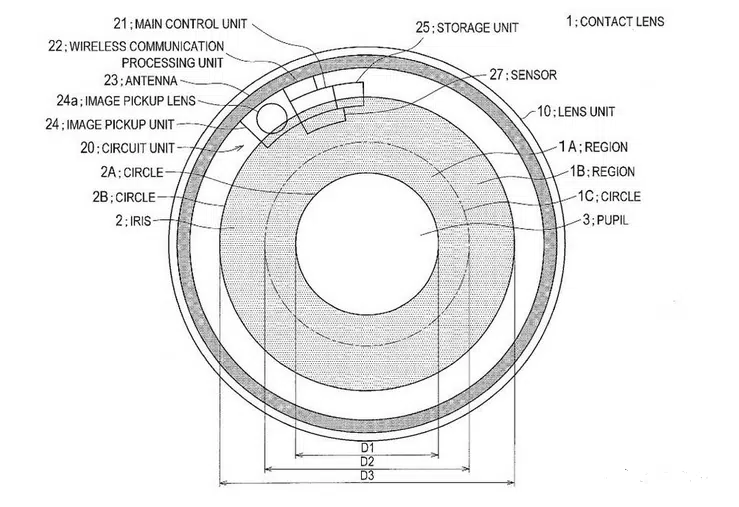 21; MAIN CONTROL UNIT
22; WIRELESS COMMUNICATION
PROCESSING UNIT
23; ANTENNA
24a; IMAGE PICKUP LENS
24; IMAGE PICKUP UNIT
20; CIRCUIT UNIT
2A; CIRCLE
2B; CIRCLE
2; IRIS
25; STORAGE UNIT
27; SENSOR
1; CONTACT LENS
10; LENS UNIT
1A; REGION
1B; REGION
1C; CIRCLE
3; PUPIL
D1
D2
D3